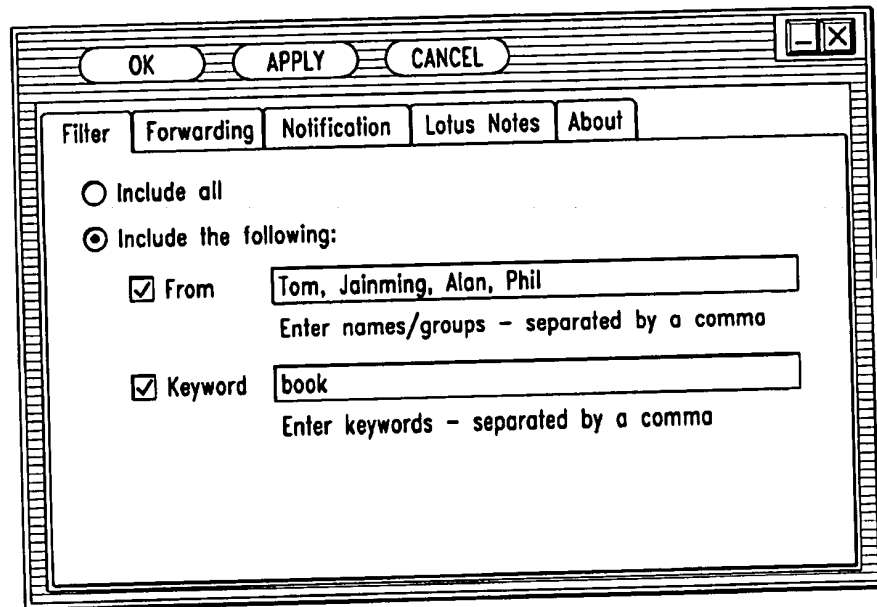 OK APPLY CANCEL
Filter Forwarding Notification Lotus Notes About
Include all
Include the following:
From Tom, Jainming, Alan, Phil
Enter names/groups – separated by a comma
Keyword book
Enter keywords – separated by a comma